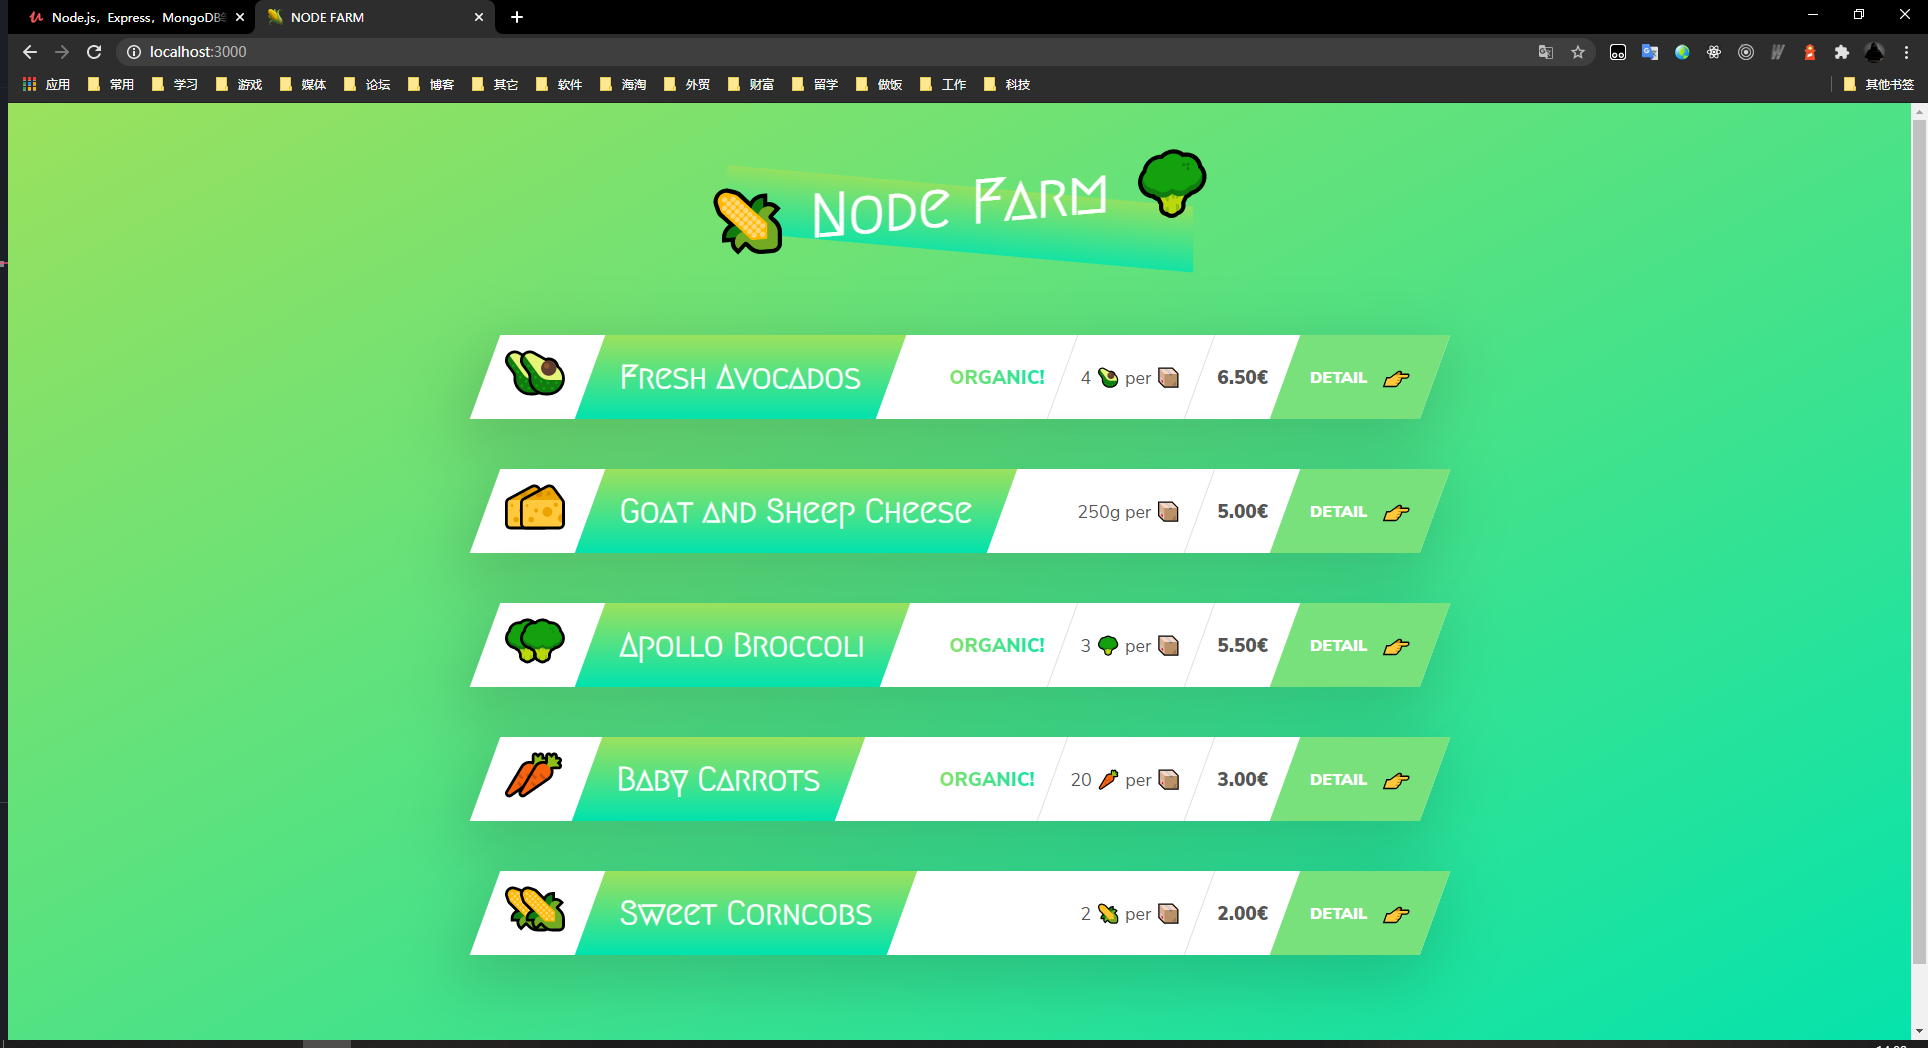 Node.js，Express，MongoDB
NODE FARM
localhost:3000
应用 常用 学习 游戏 媒体 论坛 博客 其它 软件 海淘 外贸 财富 留学 做饭 工作 科技 其他书签
Node Farm
Fresh Avocados ORGANIC! 4 🥑 per 📦 6.50€ DETAIL 👉
Goat and Sheep Cheese 250g per 📦 5.00€ DETAIL 👉
Apollo Broccoli ORGANIC! 3 🥦 per 📦 5.50€ DETAIL 👉
Baby Carrots ORGANIC! 20 🥕 per 📦 3.00€ DETAIL 👉
Sweet Corncobs 2 🌽 per 📦 2.00€ DETAIL 👉